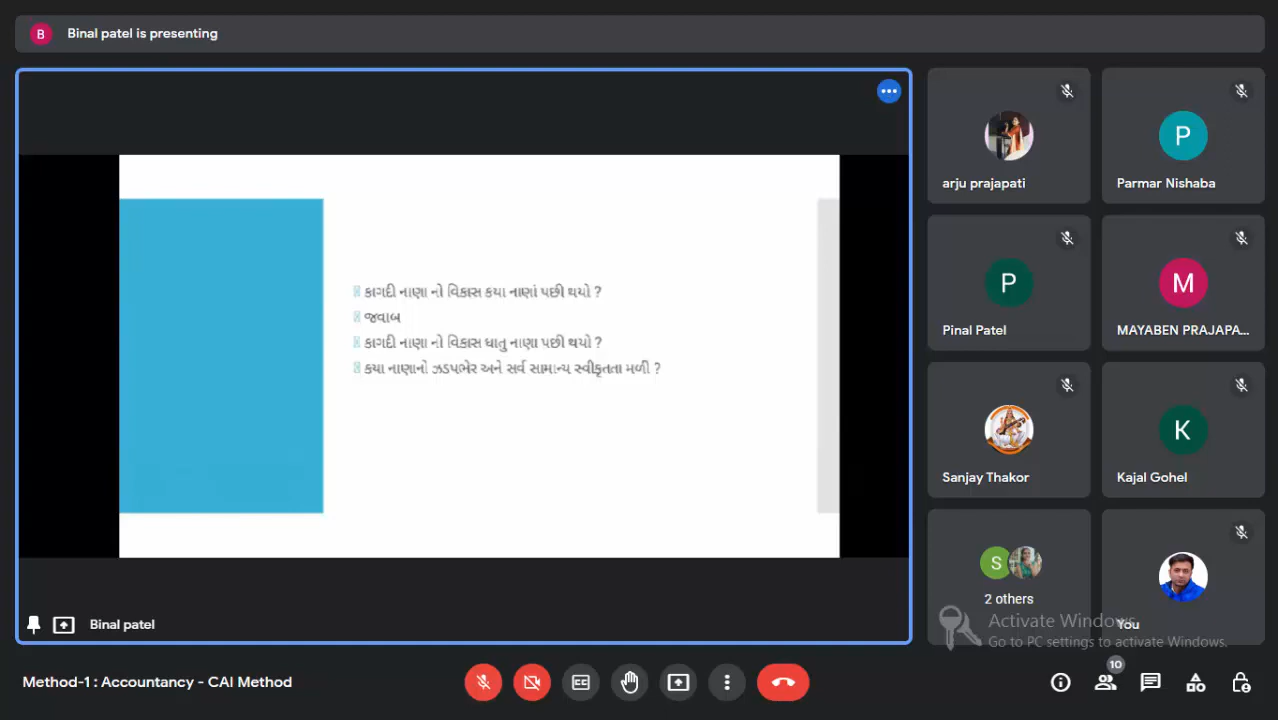 B
Binal patel is presenting
કાગદી નાણા નો વિકાસ કયા નાણાં પછી થયો ?
જવાબ
કાગદી નાણા નો વિકાસ ધાતુ નાણા પછી થયો ?
કયા નાણાનો ઝડપભેર અને સર્વ સામાન્ય સ્વીકૃતતા મળી ?
Binal patel
arju prajapati
P
Parmar Nishaba
P
Pinal Patel
M
MAYABEN PRAJAPA...
Sanjay Thakor
K
Kajal Gohel
S
2 others
You
Activate Windows
Go to PC settings to activate Windows.
Method-1 : Accountancy - CAI Method
CC
10